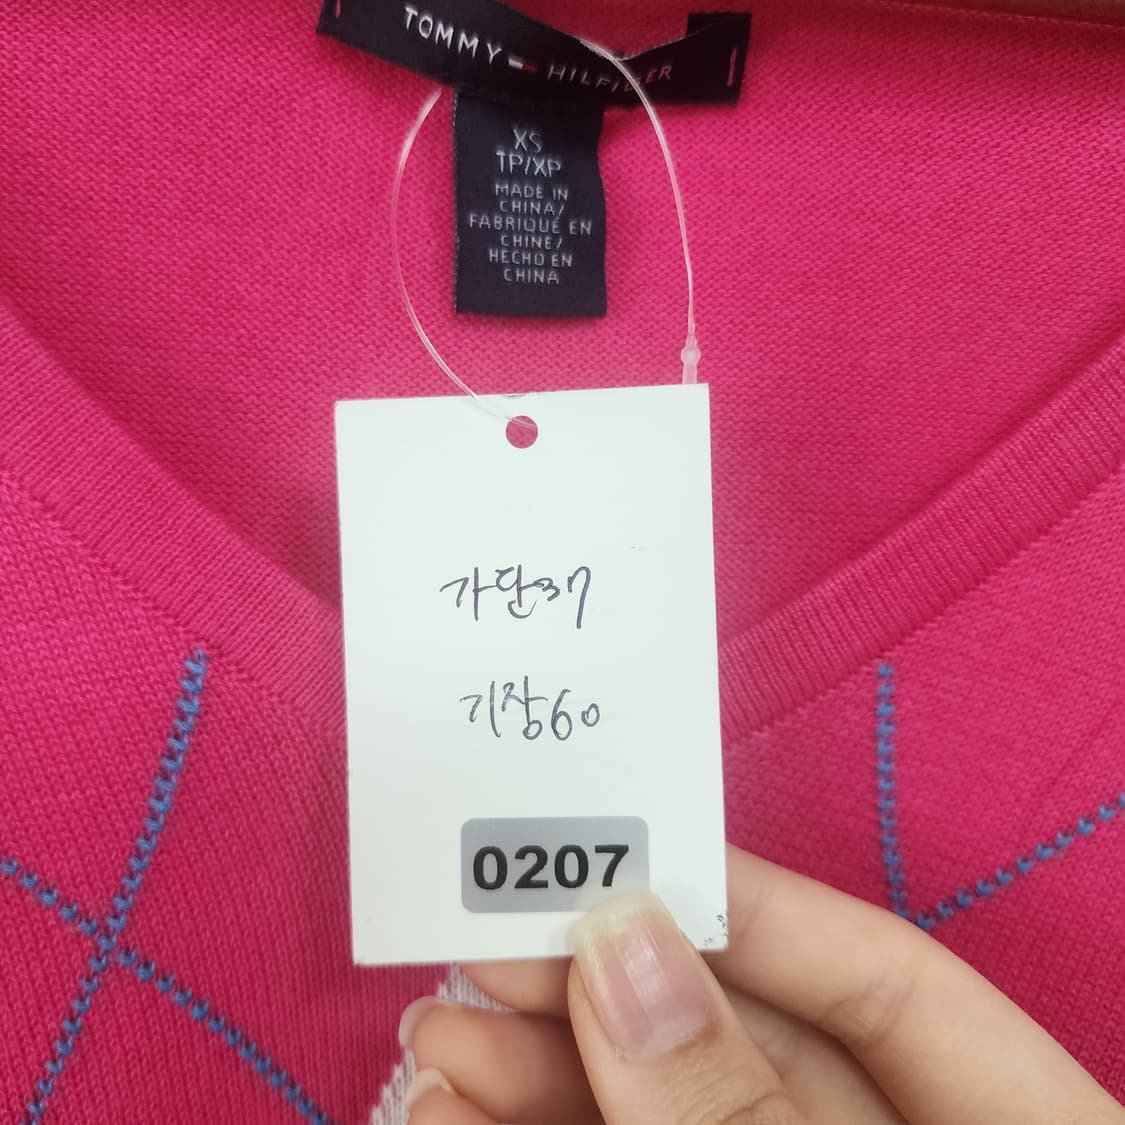 TOMMY HILFIGER
XS
TP/XP
MADE IN
CHINA/
FABRIQUÉ EN
CHINE/
HECHO EN
CHINA
가단37
기장60
0207